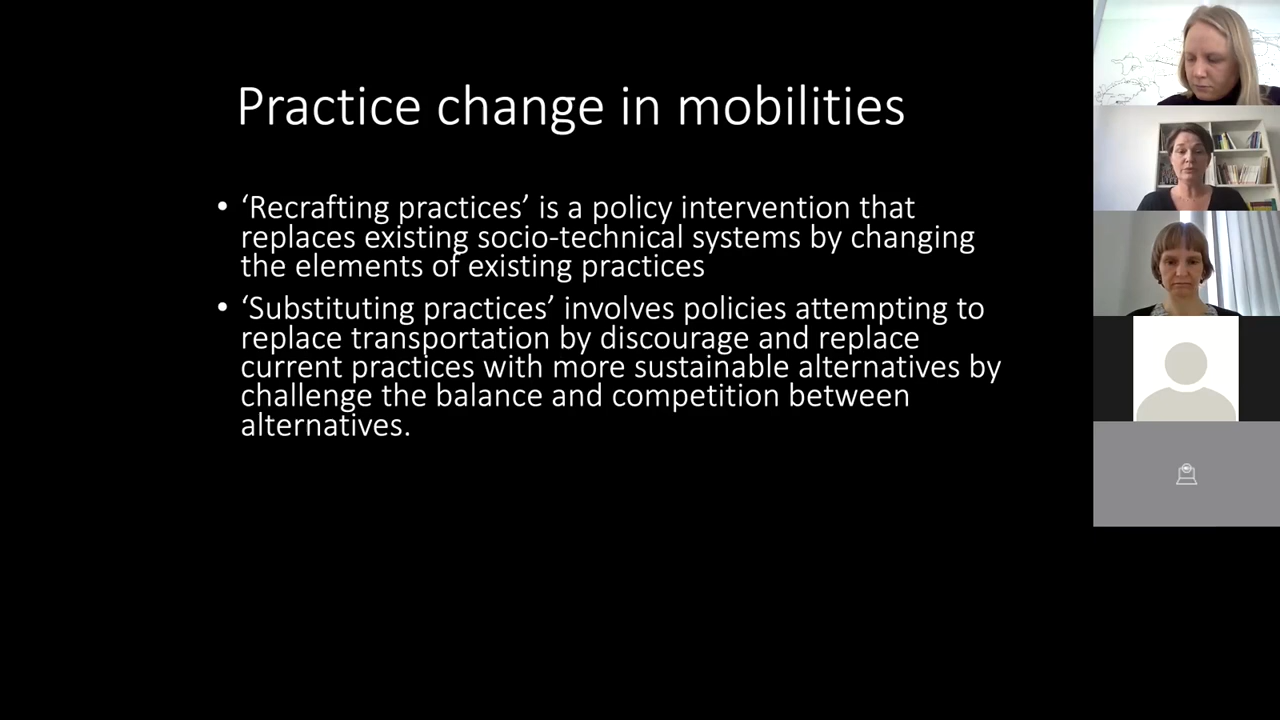 Practice change in mobilities
• ‘Recrafting practices’ is a policy intervention that
replaces existing socio-technical systems by changing
the elements of existing practices
• ‘Substituting practices’ involves policies attempting to
replace transportation by discourage and replace
current practices with more sustainable alternatives by
challenge the balance and competition between
alternatives.